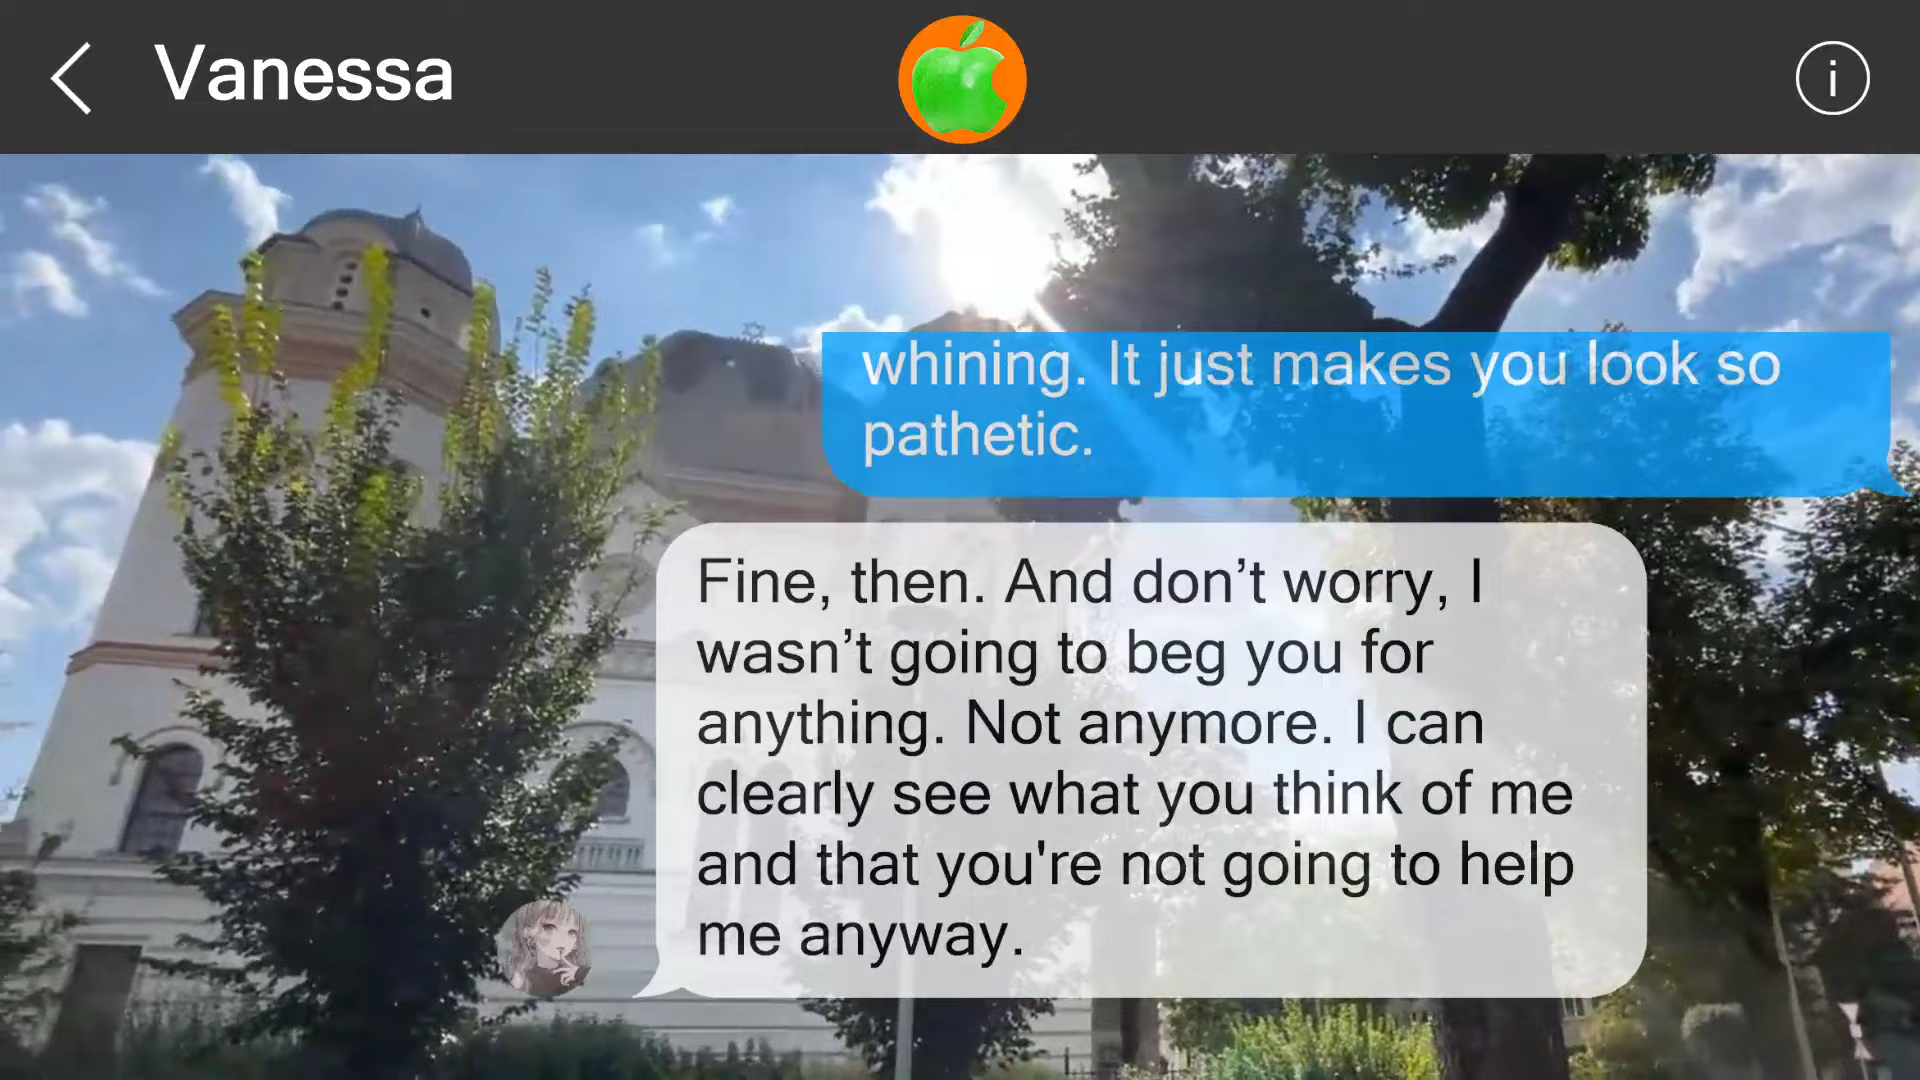 Vanessa
i
whining. It just makes you look so
pathetic.
Fine, then. And don’t worry, I
wasn’t going to beg you for
anything. Not anymore. I can
clearly see what you think of me
and that you're not going to help
me anyway.